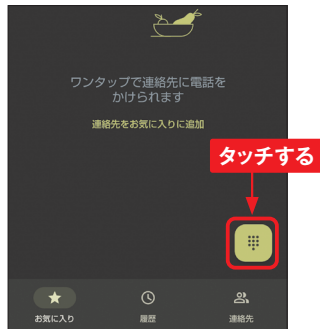 ワンタップで連絡先に電話を
かけられます
連絡先をお気に入りに追加
タッチする
お気に入り
履歴
連絡先